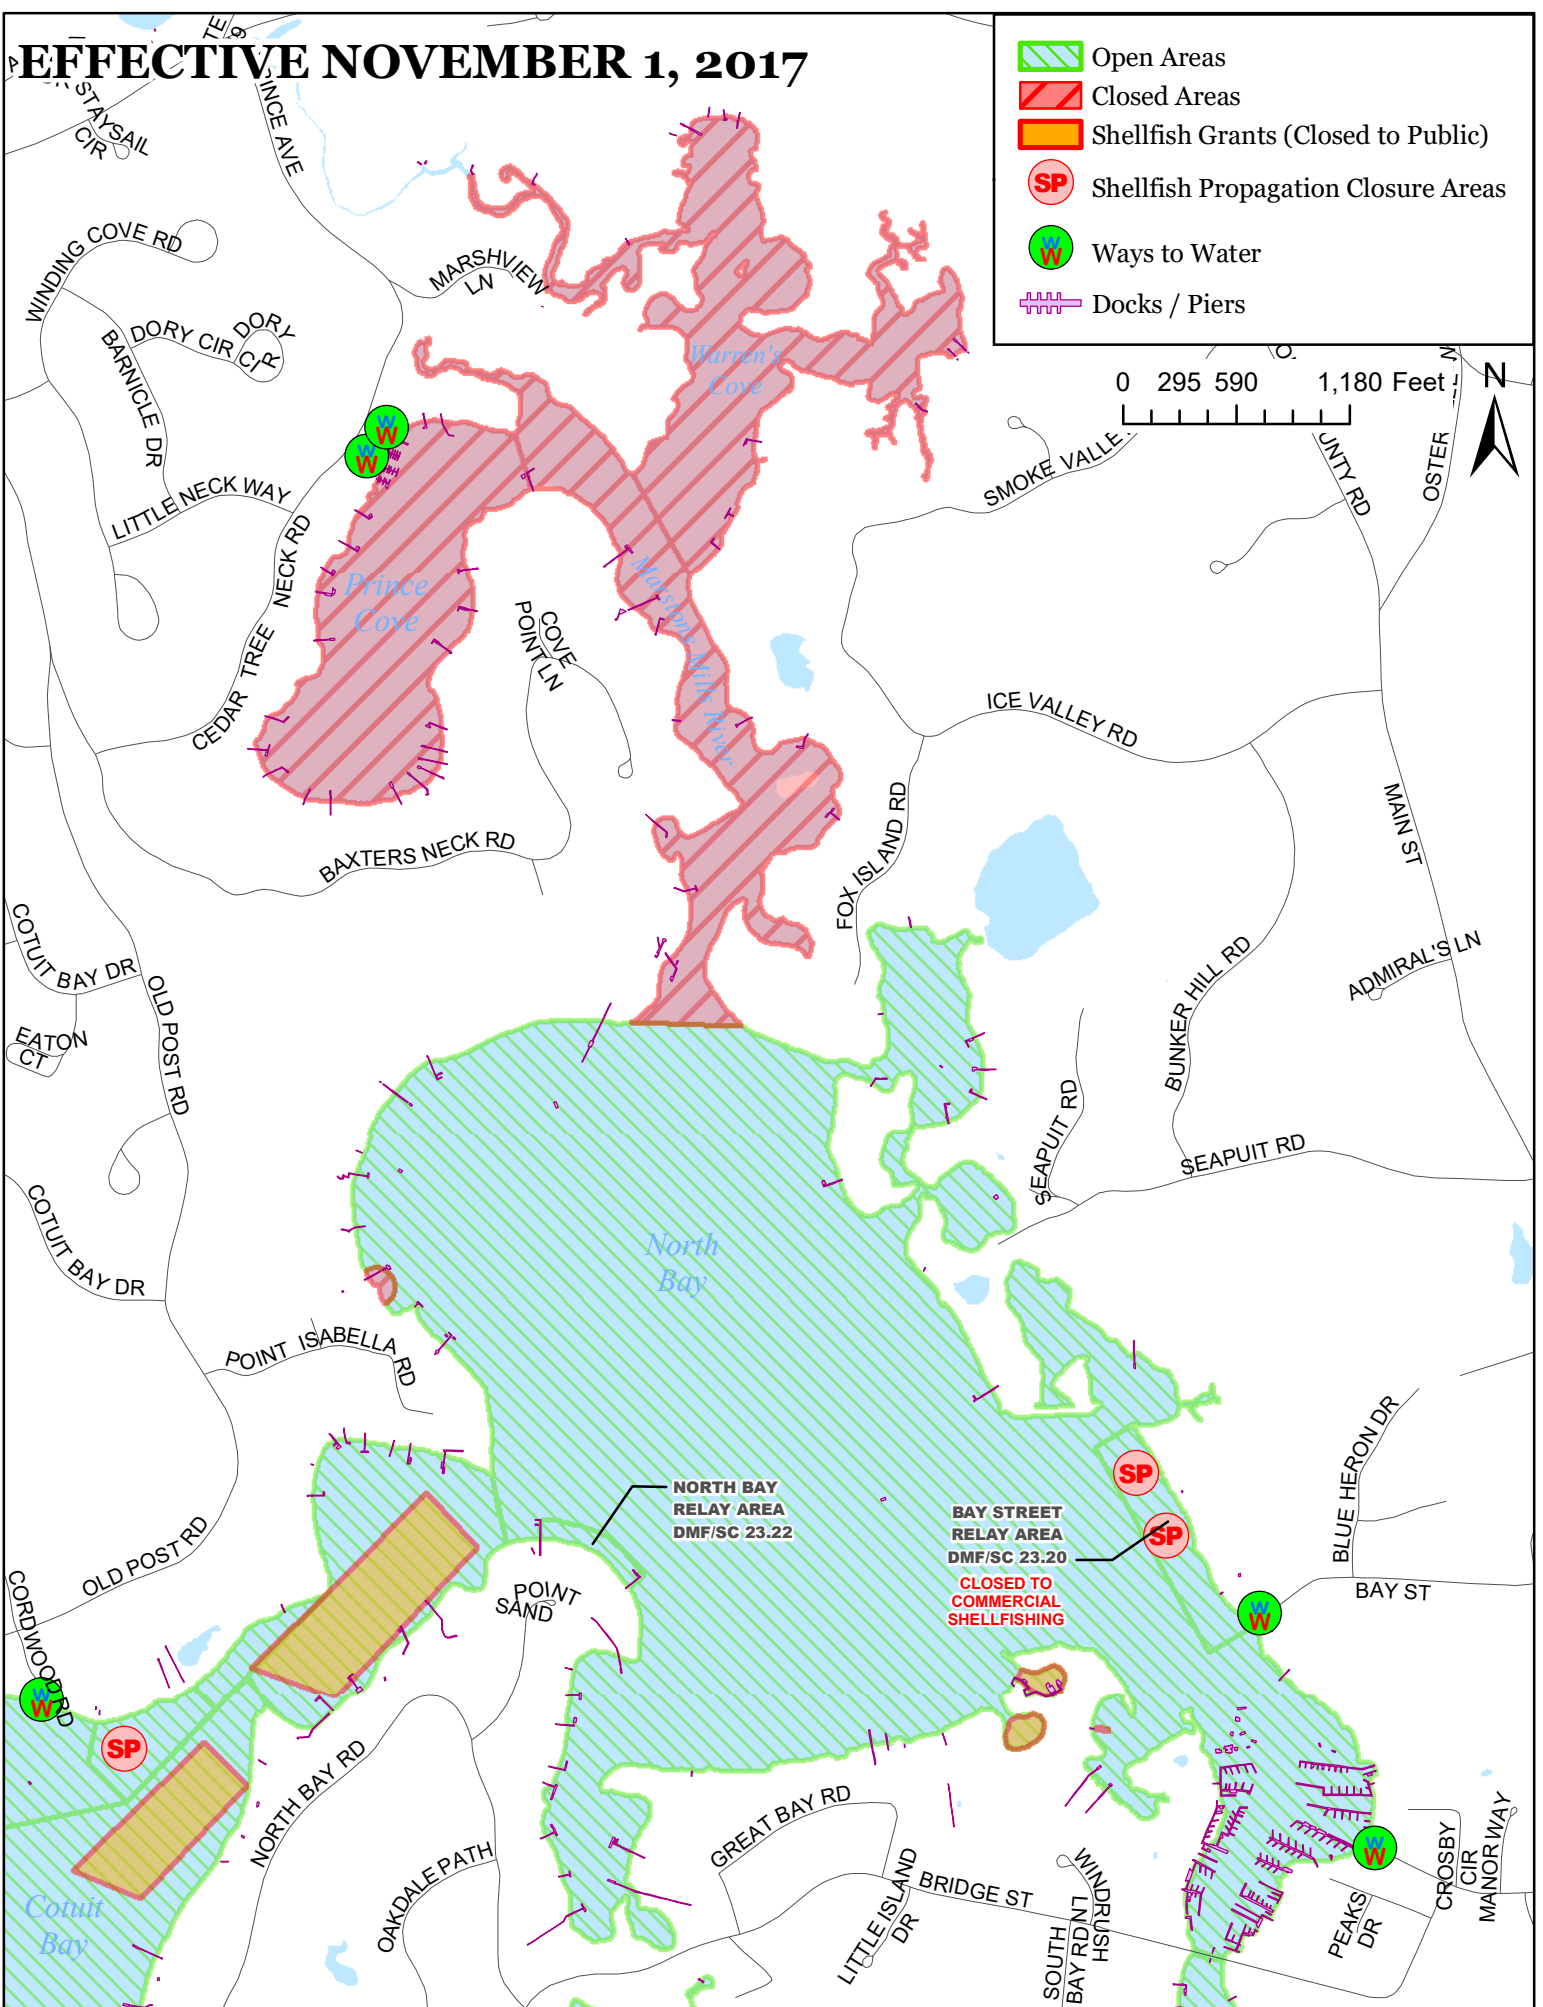 EFFECTIVE NOVEMBER 1, 2017
Open Areas
Closed Areas
Shellfish Grants (Closed to Public)
SP Shellfish Propagation Closure Areas
W W Ways to Water
Docks / Piers
0 295 590 1,180 Feet
N
STAYSAIL
CIR
PRINCE AVE
WINDING COVE RD
MARSHVIEW
LN
DORY CIR
DORY
CIR
BARNICLE DR
LITTLE NECK WAY
CEDAR TREE NECK RD
W W
W W
Warren's
Cove
Prince
Cove
Marstons Mills River
COVE
POINT LN
BAXTERS NECK RD
SMOKE VALLEY
UNTY RD
OSTER
ICE VALLEY RD
FOX ISLAND RD
MAIN ST
BUNKER HILL RD
ADMIRAL'S LN
SEAPUIT RD
SEAPUIT RD
COTUIT BAY DR
EATON
CT
OLD POST RD
COTUIT BAY DR
POINT ISABELLA RD
North
Bay
NORTH BAY
RELAY AREA
DMF/SC 23.22
BAY STREET
RELAY AREA
DMF/SC 23.20
CLOSED TO
COMMERCIAL
SHELLFISHING
SP
SP
BLUE HERON DR
BAY ST
W W
OLD POST RD
CORDWOOD RD
W W
SP
POINT
SAND
NORTH BAY RD
OAKDALE PATH
GREAT BAY RD
LITTLE ISLAND
DR
BRIDGE ST
WINDRUSH
LN
SOUTH
BAY RD
PEAKS
DR
W W
CROSBY
CIR
MANOR WAY
Cotuit
Bay